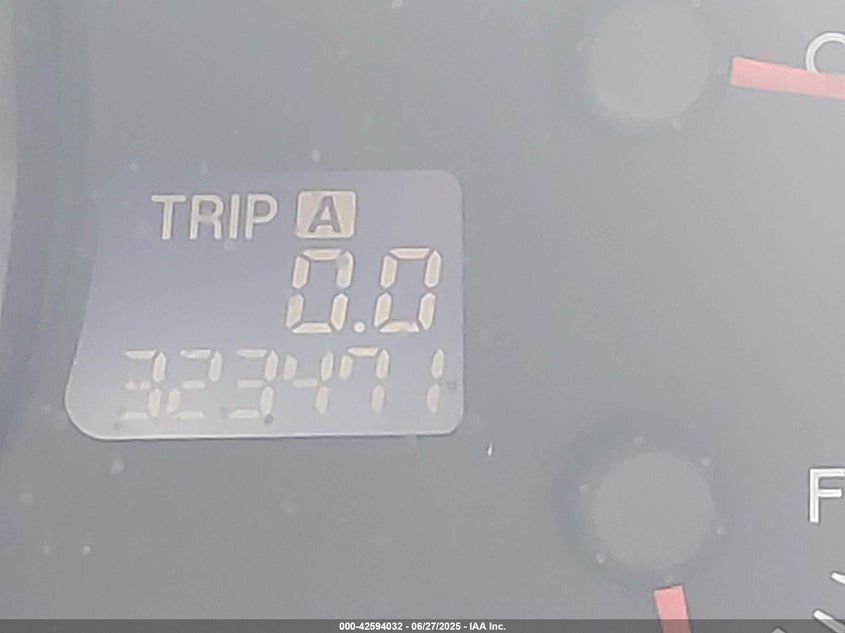 TRIP A
0.0
323471
F
000-42594032 - 06/27/2025 - IAA Inc.